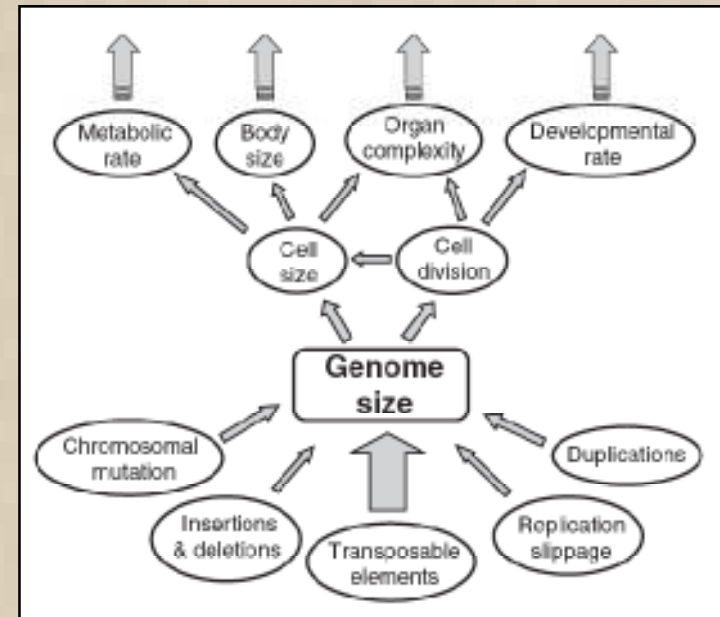 Metabolic
rate
Body
size
Organ
complexity
Developmental
rate
Cell
size
Cell
division
Genome
size
Chromosomal
mutation
Duplications
Insertions
& deletions
Transposable
elements
Replication
slippage